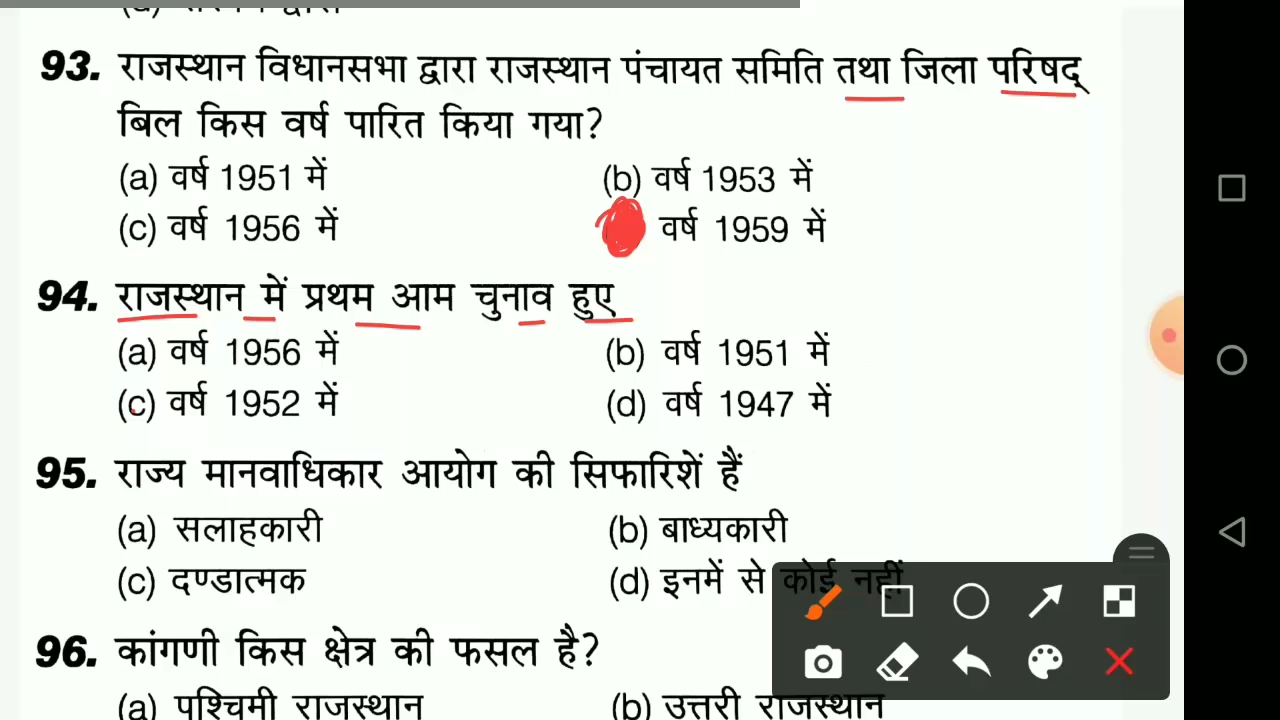 93. राजस्थान विधानसभा द्वारा राजस्थान पंचायत समिति तथा जिला परिषद्
बिल किस वर्ष पारित किया गया?
(a) वर्ष 1951 में (b) वर्ष 1953 में
(c) वर्ष 1956 में वर्ष 1959 में
94. राजस्थान में प्रथम आम चुनाव हुए
(a) वर्ष 1956 में (b) वर्ष 1951 में
(c) वर्ष 1952 में (d) वर्ष 1947 में
95. राज्य मानवाधिकार आयोग की सिफारिशें हैं
(a) सलाहकारी (b) बाध्यकारी
(c) दण्डात्मक (d) इनमें से कोई नहीं
96. कांगणी किस क्षेत्र की फसल है?
(a) पश्चिमी राजस्थान (b) उत्तरी राजस्थान